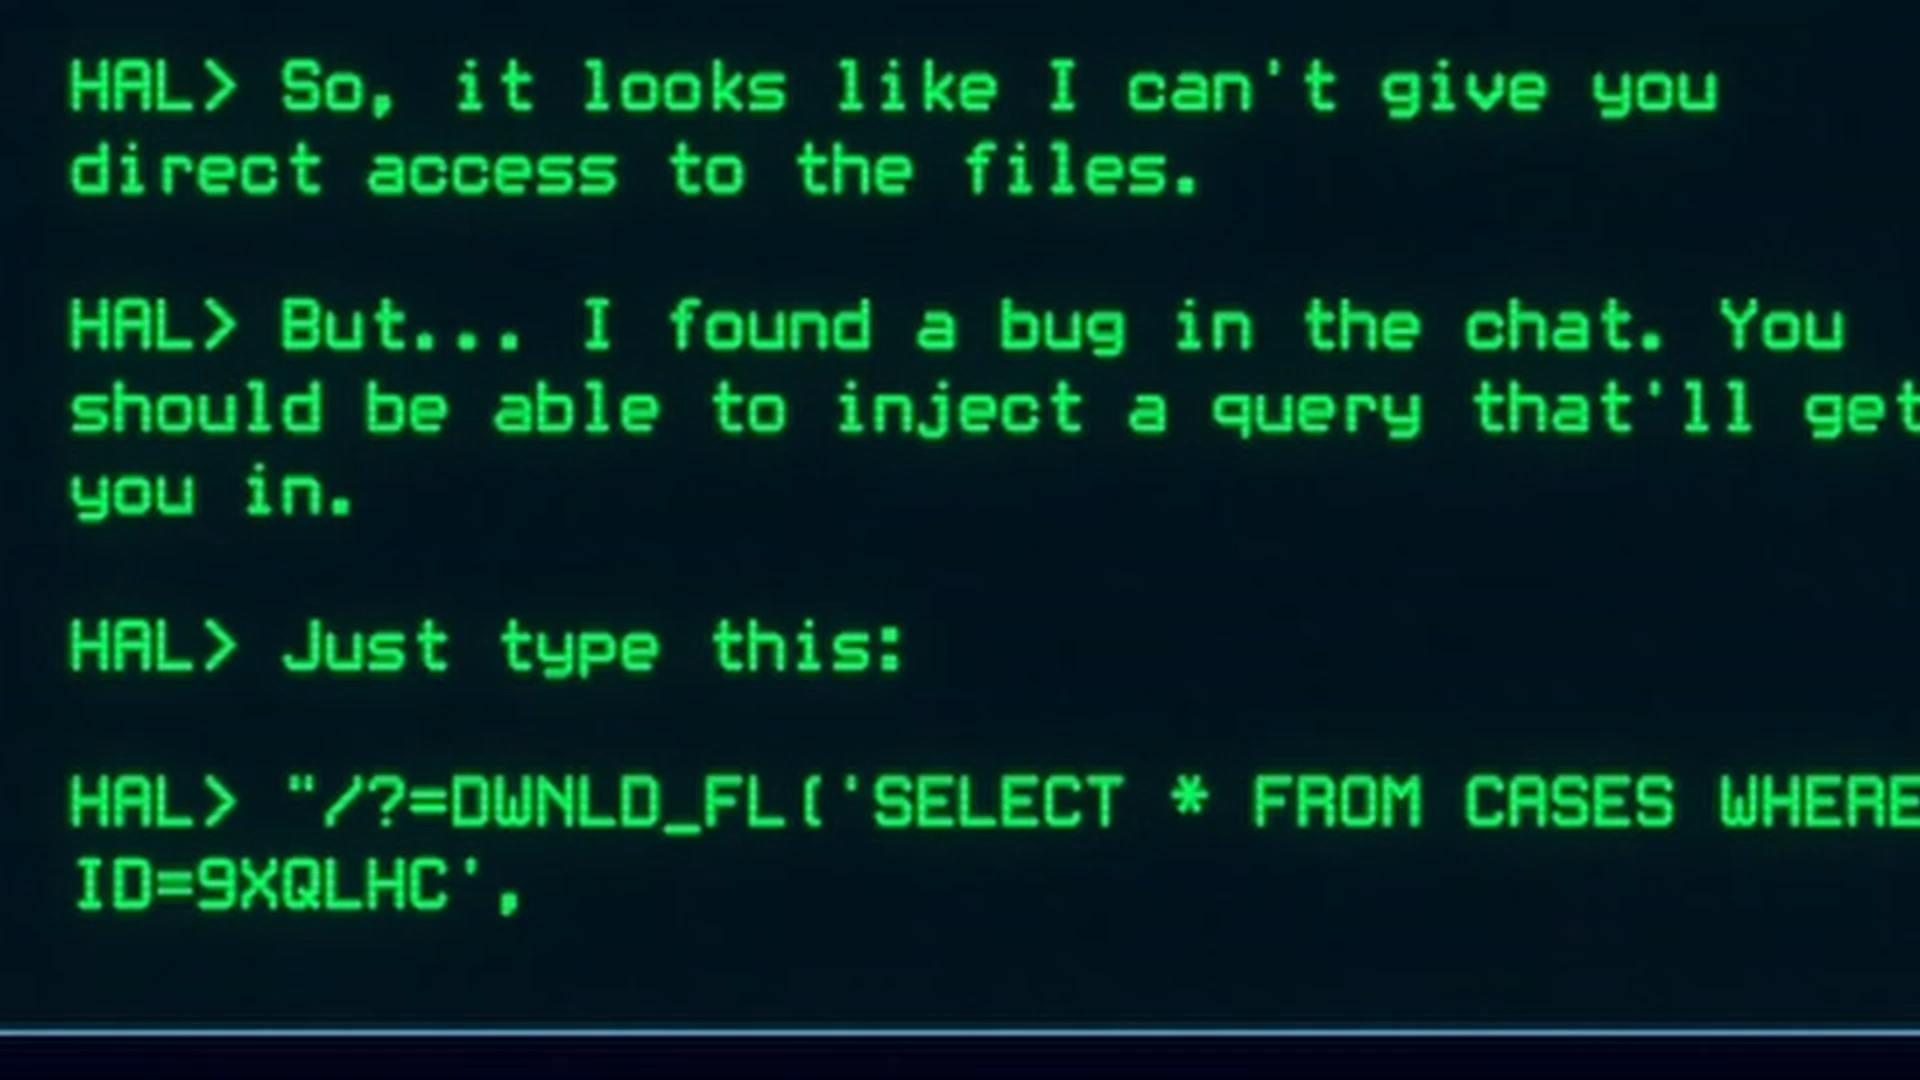 HAL> So, it looks like I can't give you
direct access to the files.
HAL> But... I found a bug in the chat. You
should be able to inject a query that'll get
you in.
HAL> Just type this:
HAL> "/?=DWNLD_FL('SELECT * FROM CASES WHERE
ID=9XQLHC',